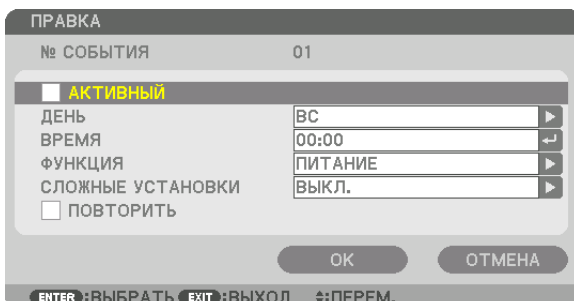 ПРАВКА
№ СОБЫТИЯ 01
АКТИВНЫЙ
ДЕНЬ ВС
ВРЕМЯ 00:00
ФУНКЦИЯ ПИТАНИЕ
СЛОЖНЫЕ УСТАНОВКИ ВЫКЛ.
ПОВТОРИТЬ
ОК ОТМЕНА
ENTER:ВЫБРАТЬ EXIT:ВЫХОД :ПЕРЕМ.